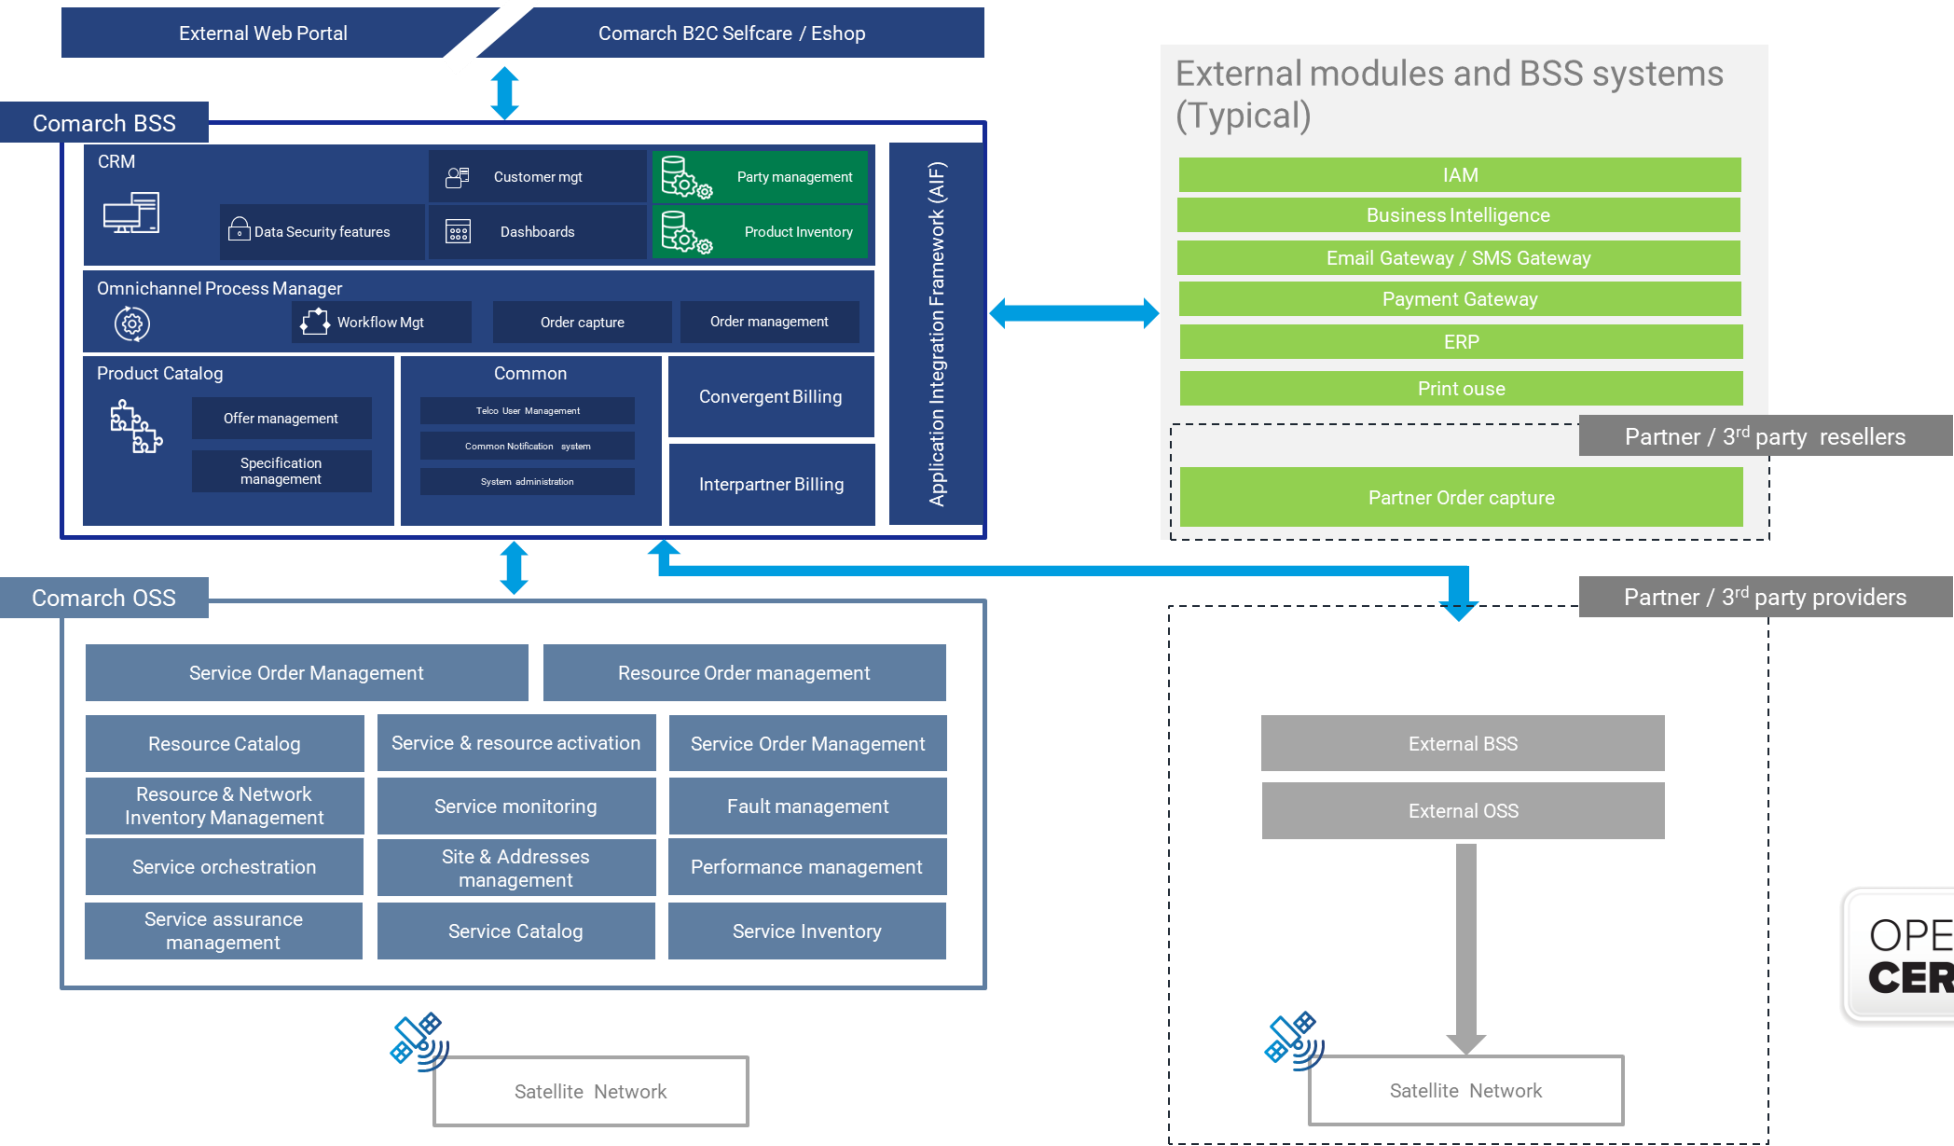 External Web Portal
Comarch B2C Selfcare / Eshop
Comarch BSS
CRM
Customer mgt
Party management
Data Security features
Dashboards
Product Inventory
Omnichannel Process Manager
Workflow Mgt
Order capture
Order management
Product Catalog
Offer management
Specification
management
Common
Telco User Management
Common Notification system
System administration
Convergent Billing
Interpartner Billing
Application Integration Framework (AIF)
External modules and BSS systems
(Typical)
IAM
Business Intelligence
Email Gateway / SMS Gateway
Payment Gateway
ERP
Print ouse
Partner / 3rd party resellers
Partner Order capture
Comarch OSS
Service Order Management
Resource Order management
Resource Catalog
Service & resource activation
Service Order Management
Resource & Network
Inventory Management
Service monitoring
Fault management
Service orchestration
Site & Addresses
management
Performance management
Service assurance
management
Service Catalog
Service Inventory
Satellite Network
Partner / 3rd party providers
External BSS
External OSS
Satellite Network
OPE
CER